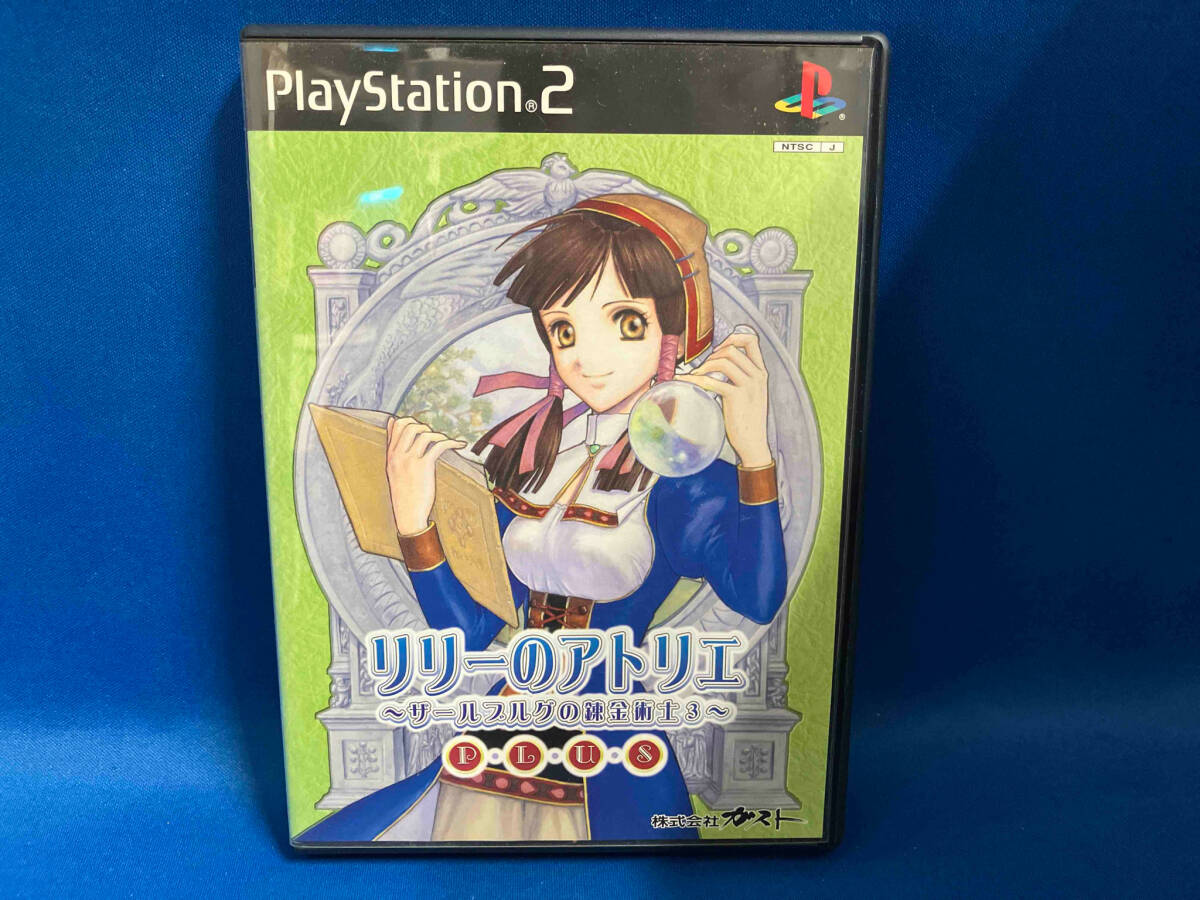 PlayStation®2
NTSC J
リリーのアトリエ
～ザールブルグの錬金術士3～
P・L・U・S
株式会社ガスト